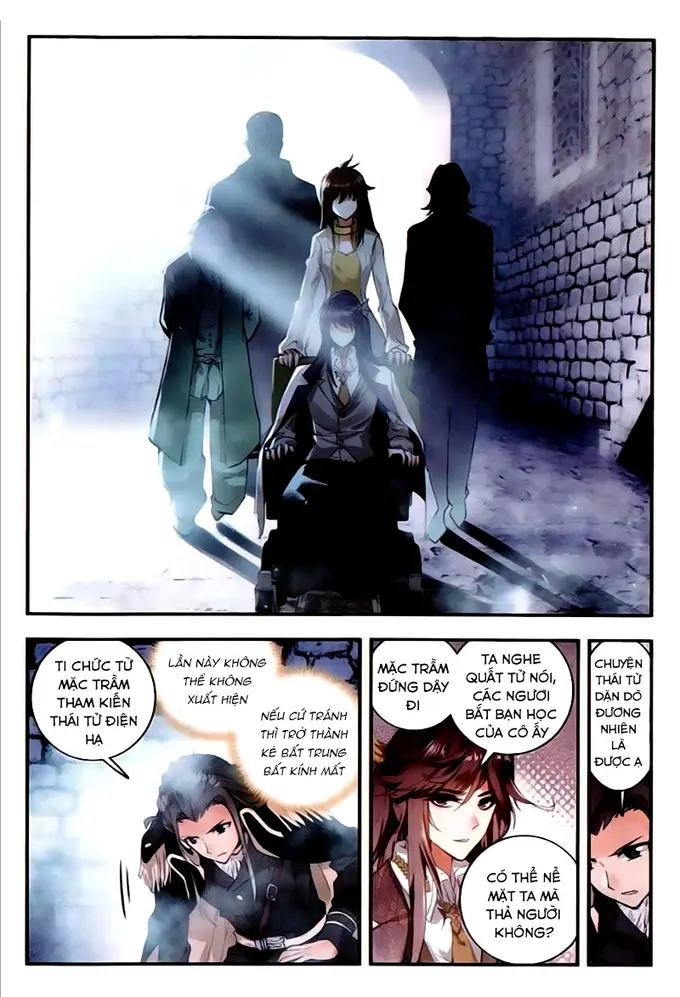 TI CHỨC TỪ
MẶC TRẦM
THAM KIẾN
THÁI TỬ ĐIỆN
HẠ
LẦN NÀY KHÔNG
THỂ KHÔNG
XUẤT HIỆN
NẾU CỨ TRÁNH
THÌ TRỞ THÀNH
KẺ BẤT TRUNG
BẤT KÍNH MẤT
MẶC TRẦM
ĐỨNG DẬY
ĐI
TA NGHE
QUẤT TỬ NÓI,
CÁC NGƯƠI
BẮT BẠN HỌC
CỦA CÔ ẤY
CÓ THỂ NỂ
MẶT TA MÀ
THẢ NGƯỜI
KHÔNG?
CHUYỆN
THÁI TỬ
DẶN DÒ
ĐƯƠNG
NHIÊN
LÀ
ĐƯỢC Ạ